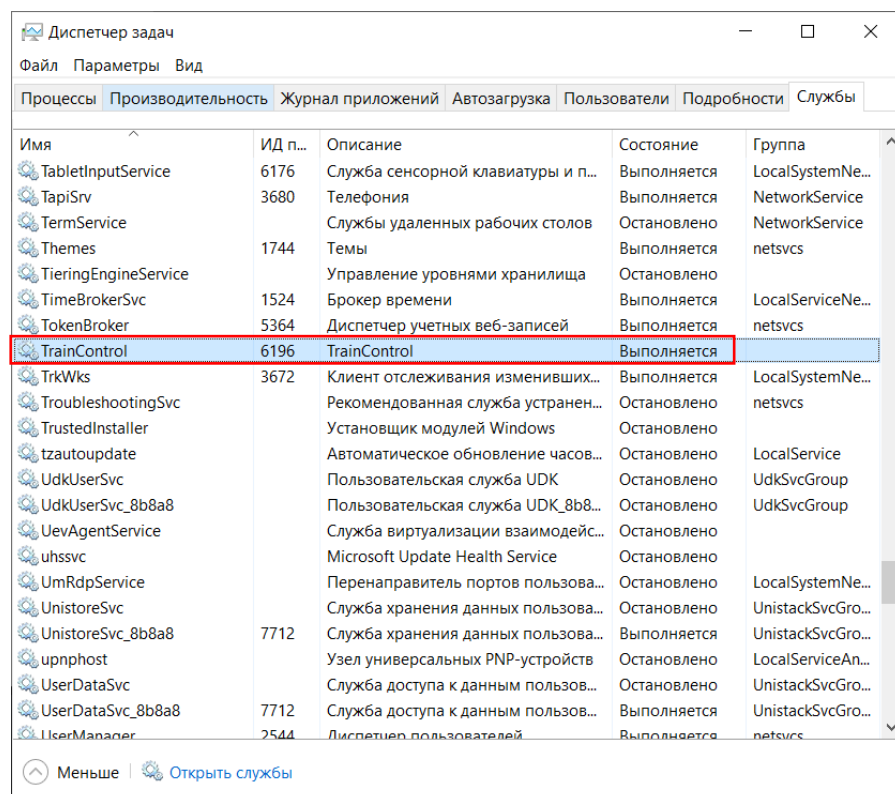 Диспетчер задач
Файл Параметры Вид
Процессы Производительность Журнал приложений Автозагрузка Пользователи Подробности Службы
Имя ИД п... Описание Состояние Группа
TabletInputService 6176 Служба сенсорной клавиатуры и п... Выполняется LocalSystemNe...
TapiSrv 3680 Телефония Выполняется NetworkService
TermService Службы удаленных рабочих столов Остановлено NetworkService
Themes 1744 Темы Выполняется netsvcs
TieringEngineService Управление уровнями хранилища Остановлено
TimeBrokerSvc 1524 Брокер времени Выполняется LocalServiceNe...
TokenBroker 5364 Диспетчер учетных веб-записей Выполняется netsvcs
TrainControl 6196 TrainControl Выполняется
TrkWks 3672 Клиент отслеживания изменивших... Выполняется LocalSystemNe...
TroubleshootingSvc Рекомендованная служба устранен... Остановлено netsvcs
TrustedInstaller Установщик модулей Windows Остановлено
tzautoupdate Автоматическое обновление часов... Остановлено LocalService
UdkUserSvc Пользовательская служба UDK Остановлено UdkSvcGroup
UdkUserSvc_8b8a8 Пользовательская служба UDK_8b8... Остановлено UdkSvcGroup
UevAgentService Служба виртуализации взаимодейс... Остановлено
uhssvc Microsoft Update Health Service Остановлено
UmRdpService Перенаправитель портов пользова... Остановлено LocalSystemNe...
UnistoreSvc Служба хранения данных пользова... Остановлено UnistackSvcGro...
UnistoreSvc_8b8a8 7712 Служба хранения данных пользова... Выполняется UnistackSvcGro...
upnphost Узел универсальных PNP-устройств Остановлено LocalServiceAn...
UserDataSvc Служба доступа к данным пользов... Остановлено UnistackSvcGro...
UserDataSvc_8b8a8 7712 Служба доступа к данным пользов... Выполняется UnistackSvcGro...
UserManager 2544 Диспетчер пользователей Выполняется netsvcs
Меньше Открыть службы